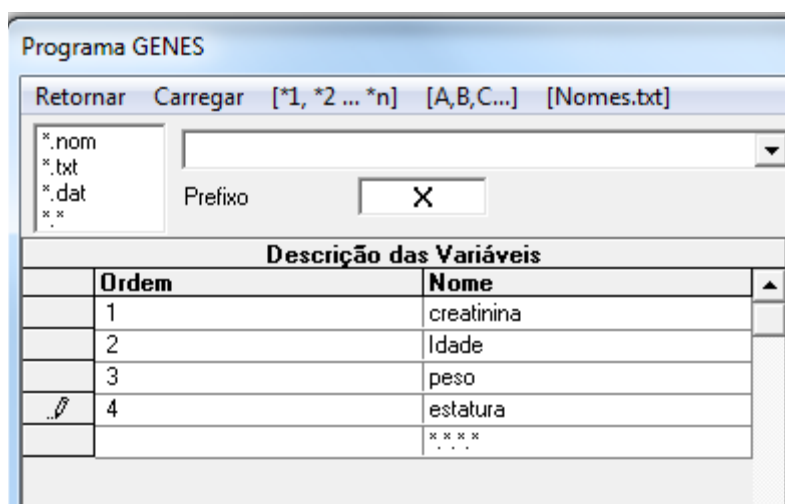 Programa GENES
Retornar Carregar [*1, *2 ... *n] [A,B,C...] [Nomes.txt]
*.nom
*.txt
*.dat
*.*
Prefixo X
Descrição das Variáveis
Ordem Nome
1 creatinina
2 Idade
3 peso
4 estatura
*.*.*.*